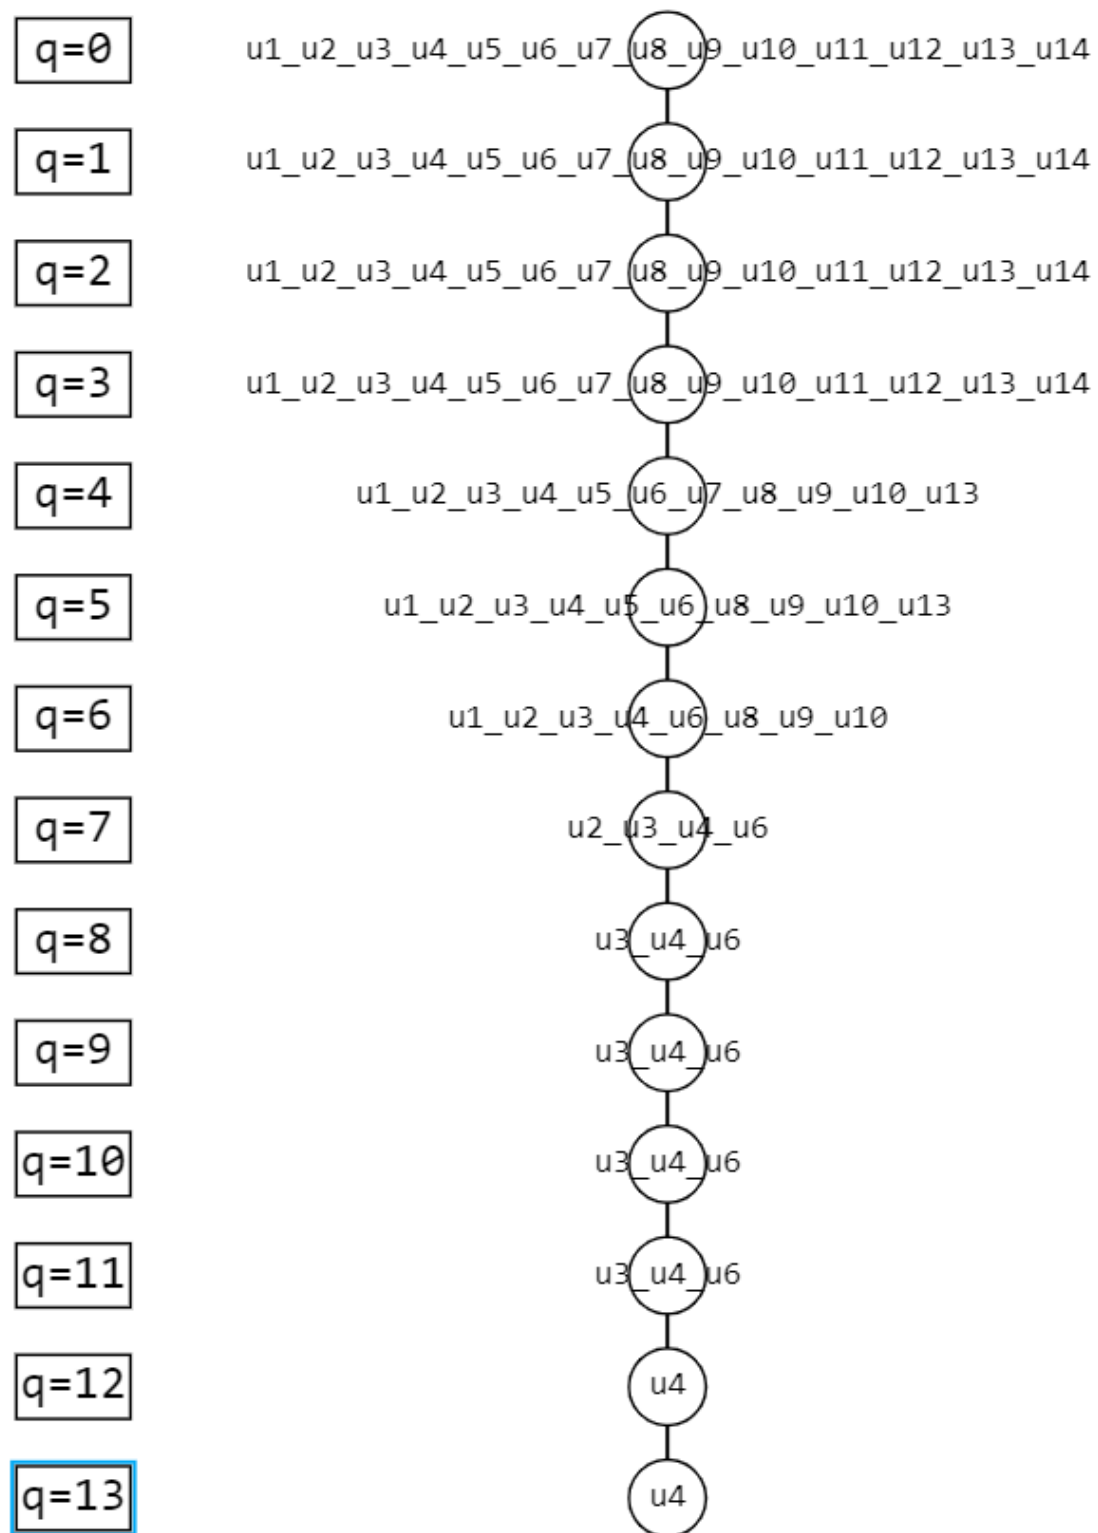 q=0 u1_u2_u3_u4_u5_u6_u7_u8_u9_u10_u11_u12_u13_u14
q=1 u1_u2_u3_u4_u5_u6_u7_u8_u9_u10_u11_u12_u13_u14
q=2 u1_u2_u3_u4_u5_u6_u7_u8_u9_u10_u11_u12_u13_u14
q=3 u1_u2_u3_u4_u5_u6_u7_u8_u9_u10_u11_u12_u13_u14
q=4 u1_u2_u3_u4_u5_u6_u7_u8_u9_u10_u13
q=5 u1_u2_u3_u4_u5_u6_u8_u9_u10_u13
q=6 u1_u2_u3_u4_u6_u8_u9_u10
q=7 u2_u3_u4_u6
q=8 u3_u4_u6
q=9 u3_u4_u6
q=10 u3_u4_u6
q=11 u3_u4_u6
q=12 u4
q=13 u4